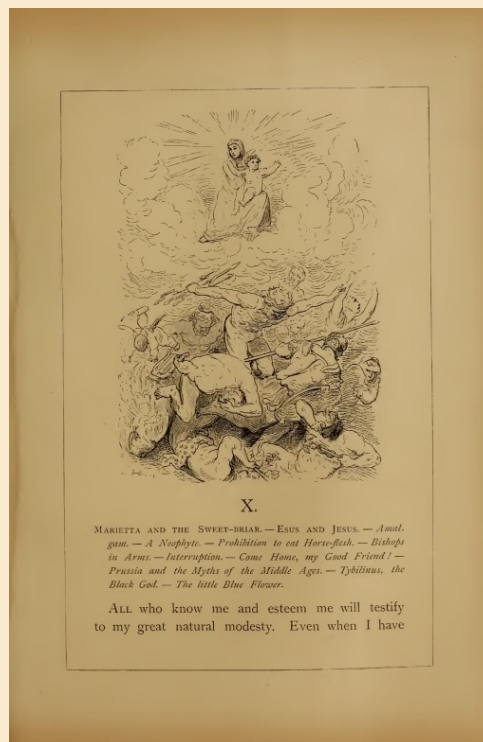 X.
MARIETTA AND THE SWEET-BRIAR. — ESUS AND JESUS. — Amal-
gam. — A Neophyte. — Prohibition to eat Horse-flesh. — Bishops
in Arms. — Interruption. — Come Home, my Good Friend! —
Prussia and the Myths of the Middle Ages. — Tybilinus, the
Black God. — The little Blue Flower.
ALL who know me and esteem me will testify
to my great natural modesty. Even when I have